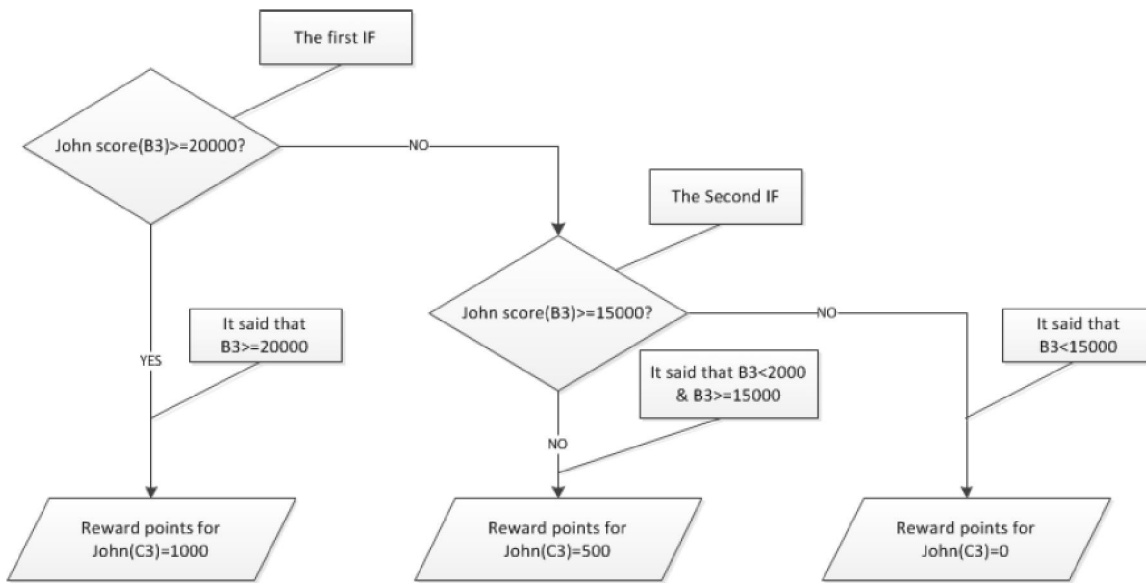 The first IF
John score(B3)>=20000?
NO
The Second IF
John score(B3)>=15000?
NO
It said that
B3>=20000
YES
It said that B3<2000
& B3>=15000
It said that
B3<15000
NO
Reward points for
John(C3)=1000
Reward points for
John(C3)=500
Reward points for
John(C3)=0